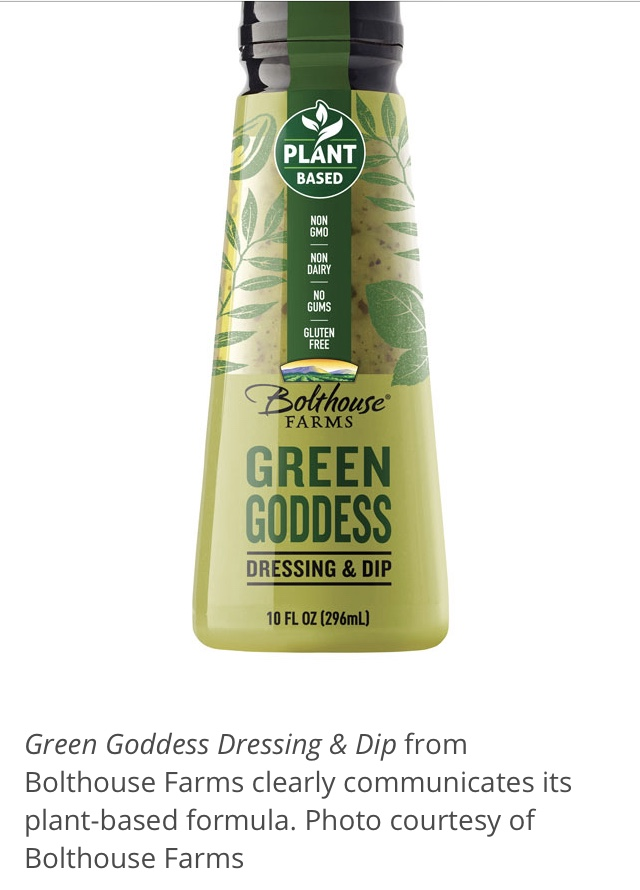 PLANT
BASED
NON
GMO
NON
DAIRY
NO
GUMS
GLUTEN
FREE
Bolthouse®
FARMS
GREEN
GODDESS
DRESSING & DIP
10 FL OZ (296mL)
Green Goddess Dressing & Dip from
Bolthouse Farms clearly communicates its
plant-based formula. Photo courtesy of
Bolthouse Farms